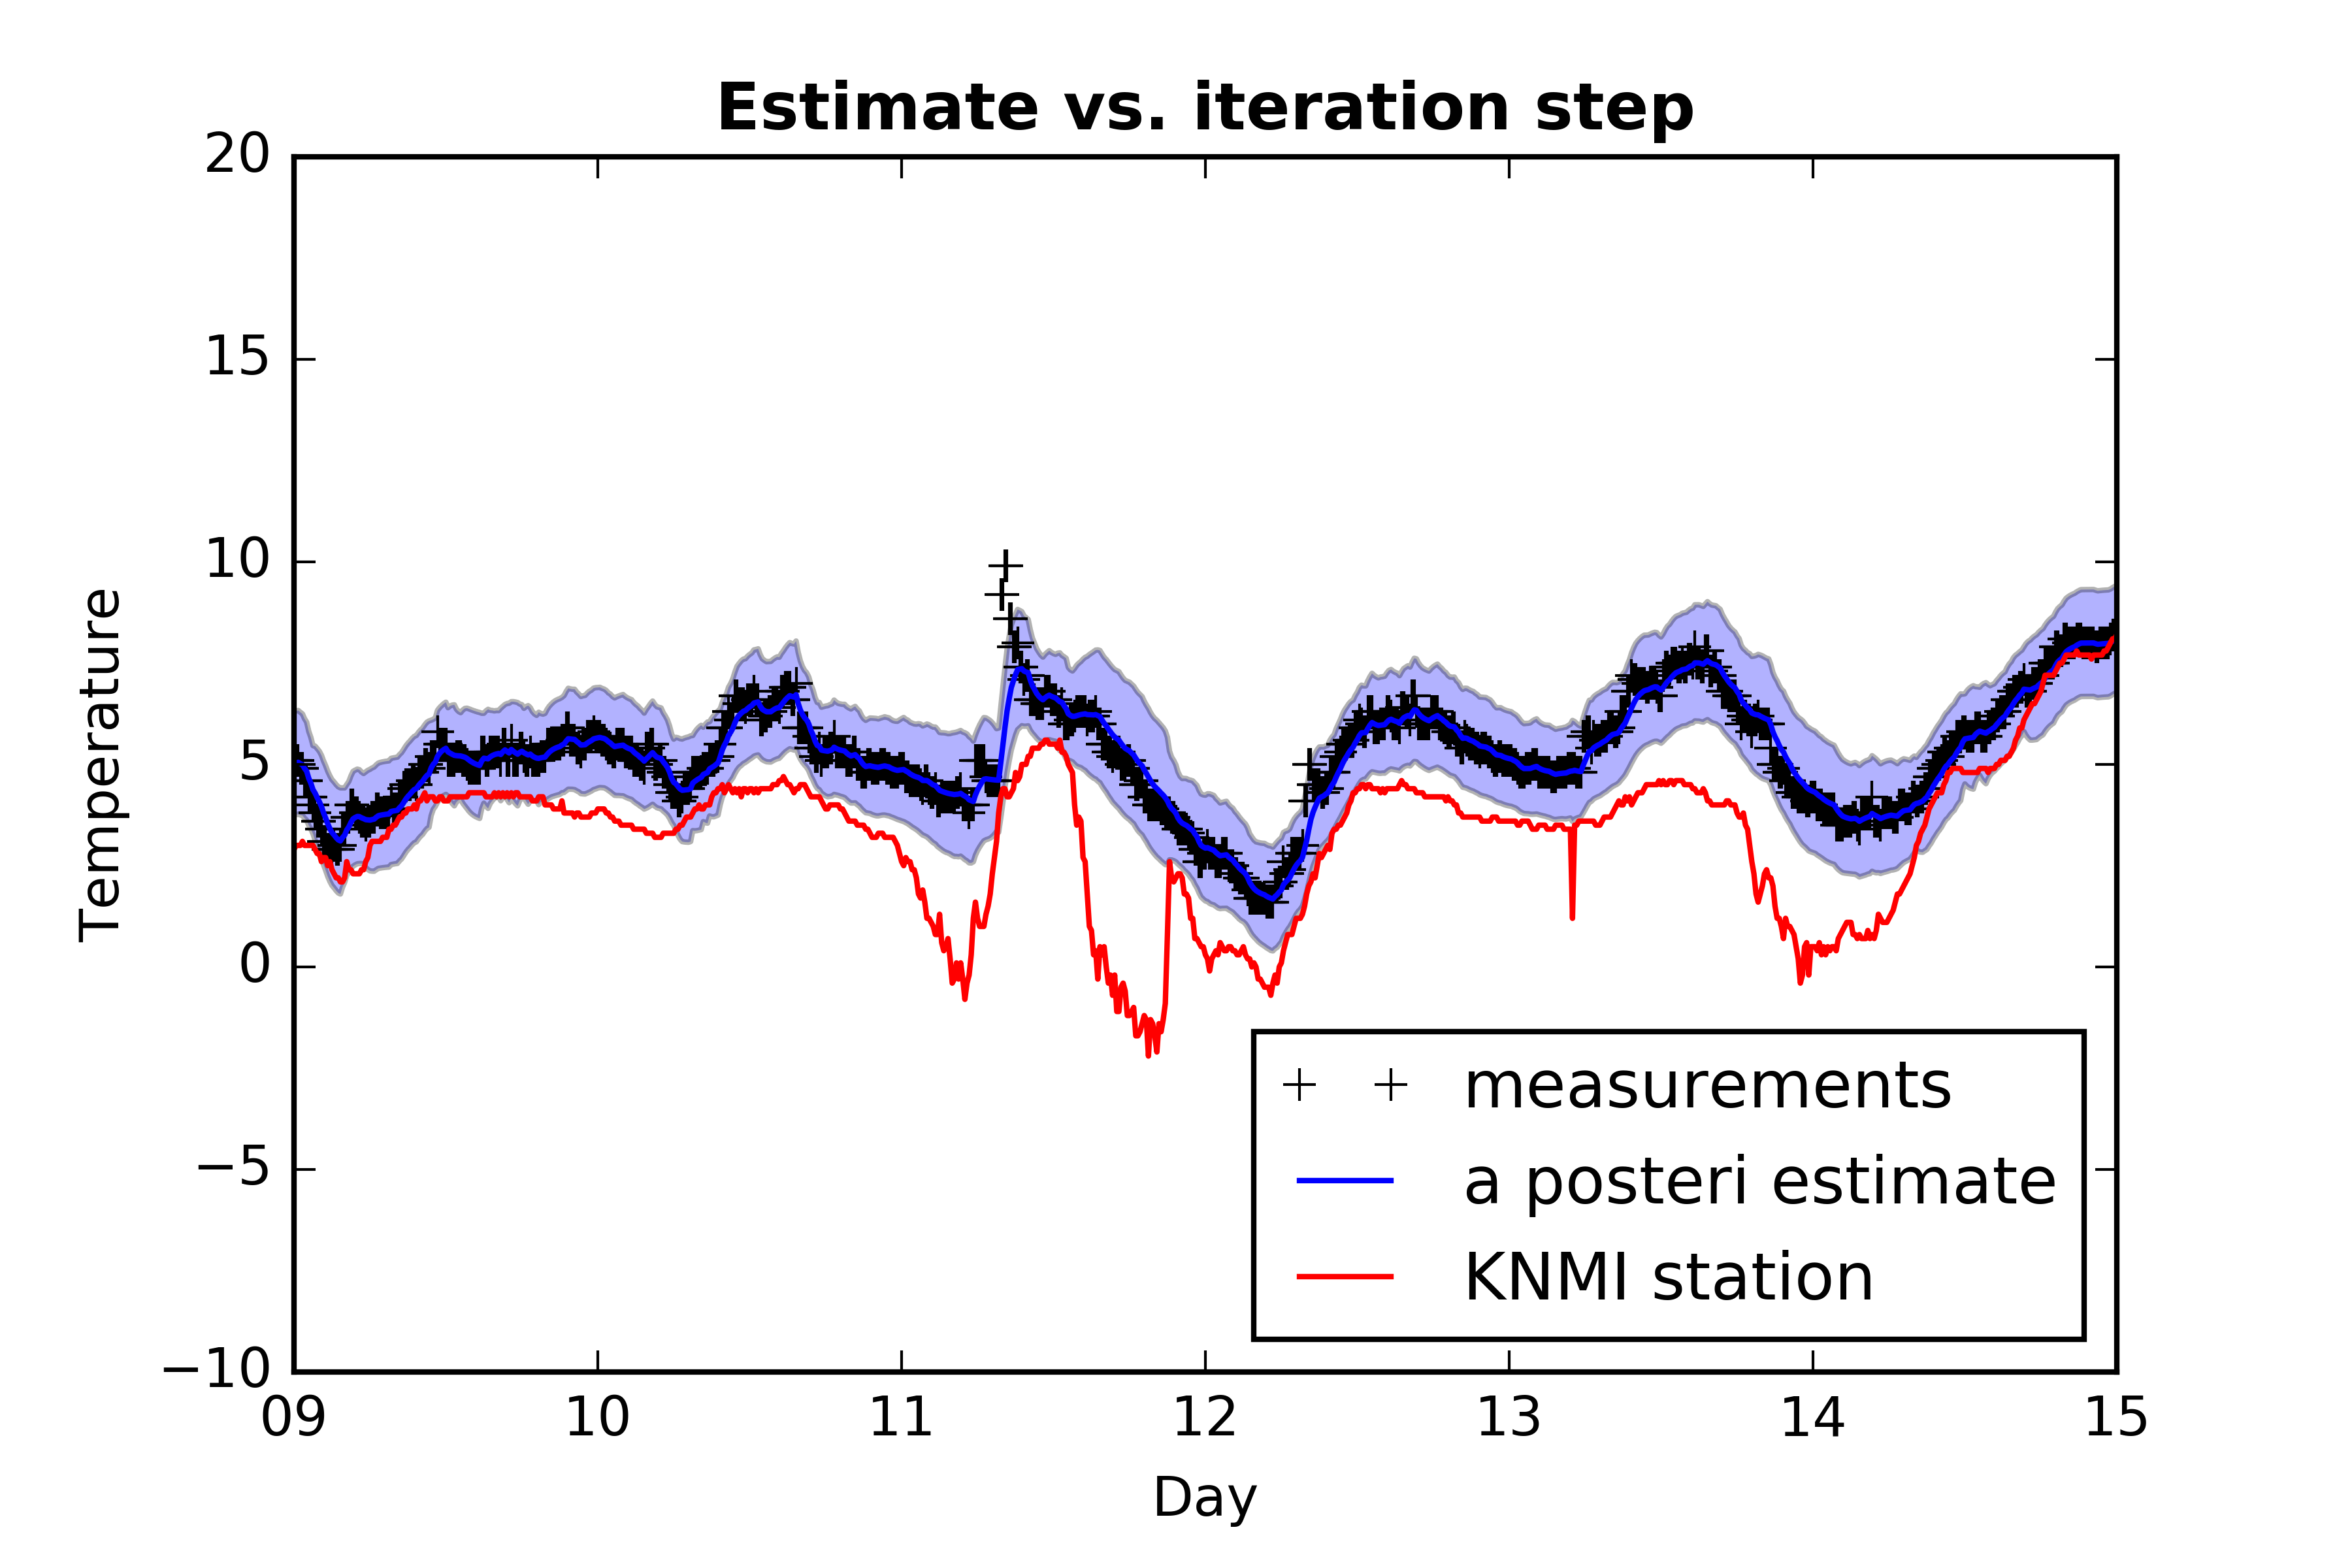 Estimate vs. iteration step
20
15
10
5
0
−5
−10
Temperature
09 10 11 12 13 14 15
Day
measurements
a posteri estimate
KNMI station